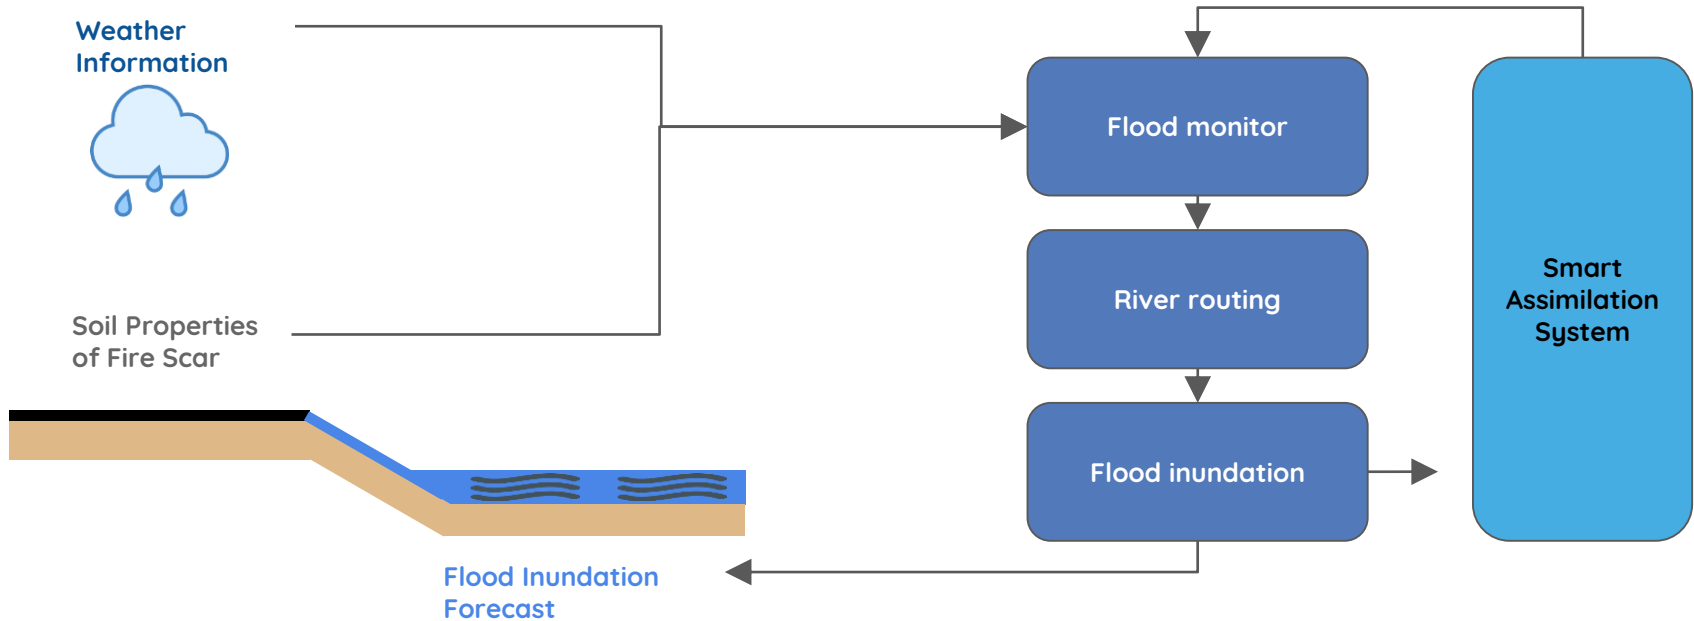 Weather
Information
Flood monitor
River routing
Smart
Assimilation
System
Soil Properties
of Fire Scar
Flood inundation
Flood Inundation
Forecast